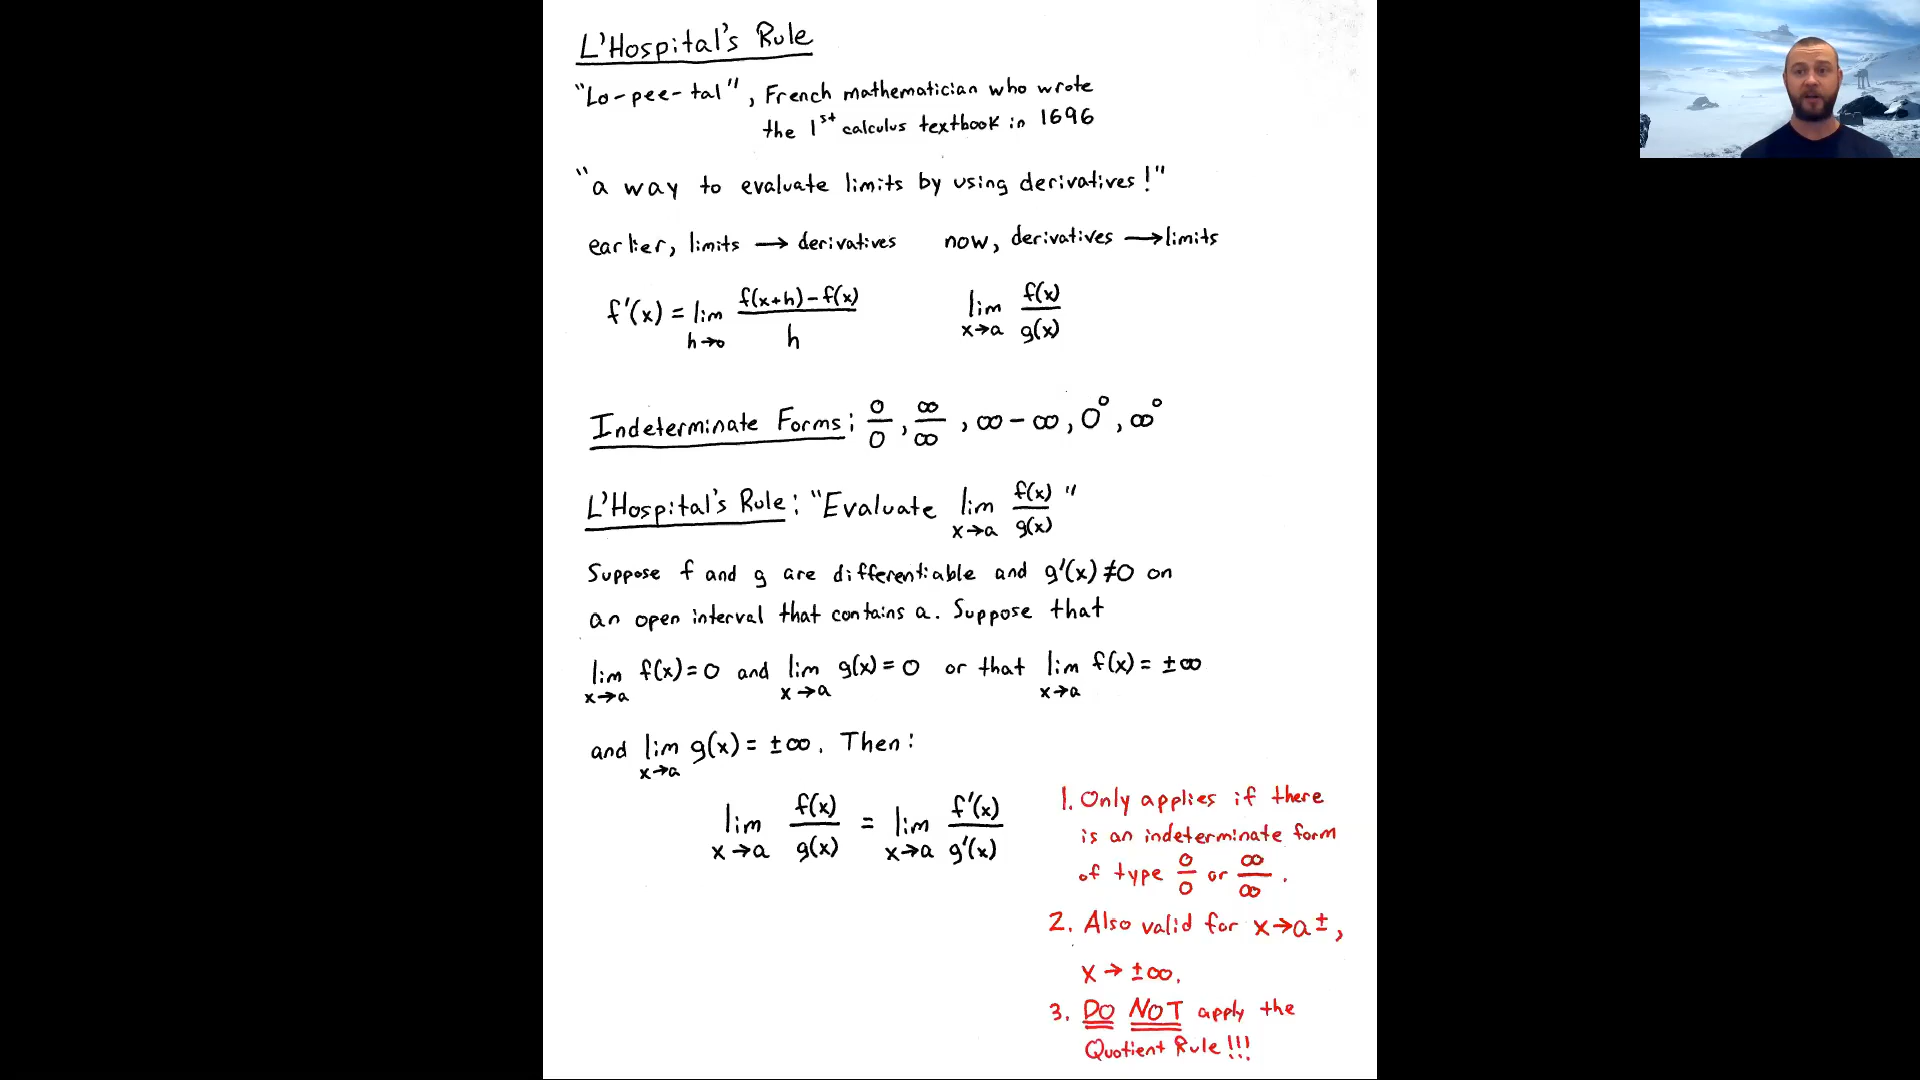 L'Hospital's Rule
"Lo-pee-tal", French mathematician who wrote
the 1st calculus textbook in 1696
"a way to evaluate limits by using derivatives!"
earlier, limits → derivatives now, derivatives → limits
f'(x) = lim h→0 f(x+h)-f(x) / h lim x→a f(x) / g(x)
Indeterminate Forms: 0/0, ∞/∞, ∞-∞, 0⁰, ∞⁰
L'Hospital's Rule: "Evaluate lim x→a f(x)/g(x)"
Suppose f and g are differentiable and g'(x)≠0 on
an open interval that contains a. Suppose that
lim x→a f(x)=0 and lim x→a g(x)=0 or that lim x→a f(x)=±∞
and lim x→a g(x)=±∞. Then:
lim x→a f(x)/g(x) = lim x→a f'(x)/g'(x)
1. Only applies if there
is an indeterminate form
of type 0/0 or ∞/∞.
2. Also valid for x→a±,
x→±∞.
3. DO NOT apply the
Quotient Rule!!!